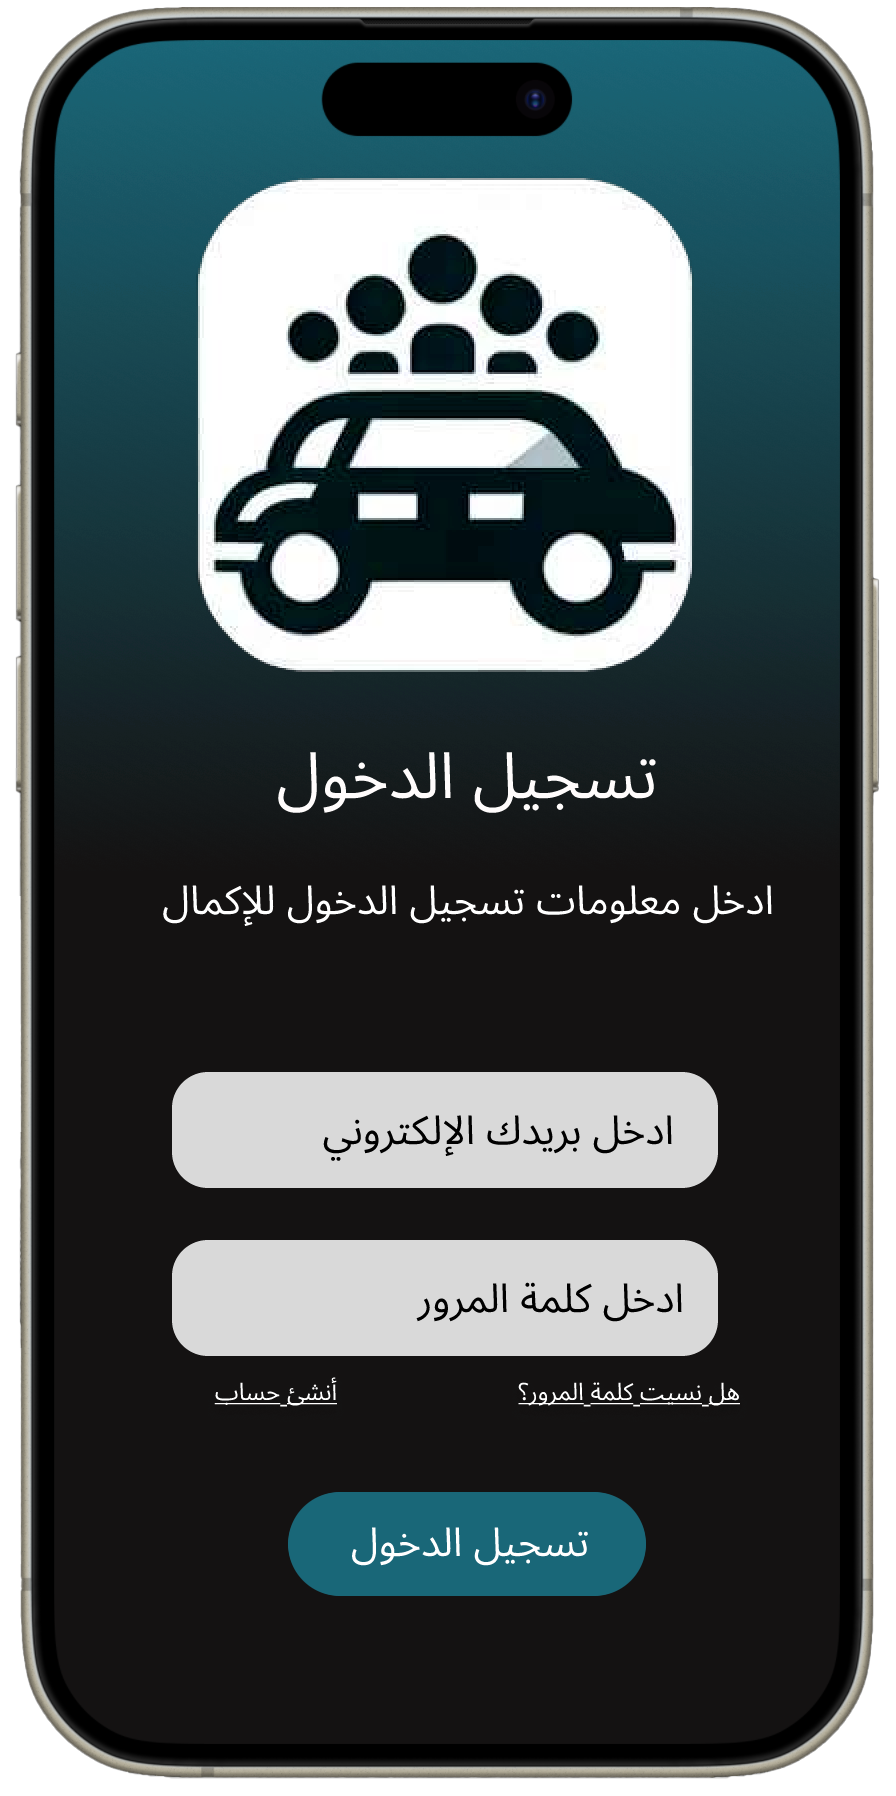 تسجيل الدخول
ادخل معلومات تسجيل الدخول للإكمال
ادخل بريدك الإلكتروني
ادخل كلمة المرور
هل نسيت كلمة المرور؟
أنشئ حساب
تسجيل الدخول